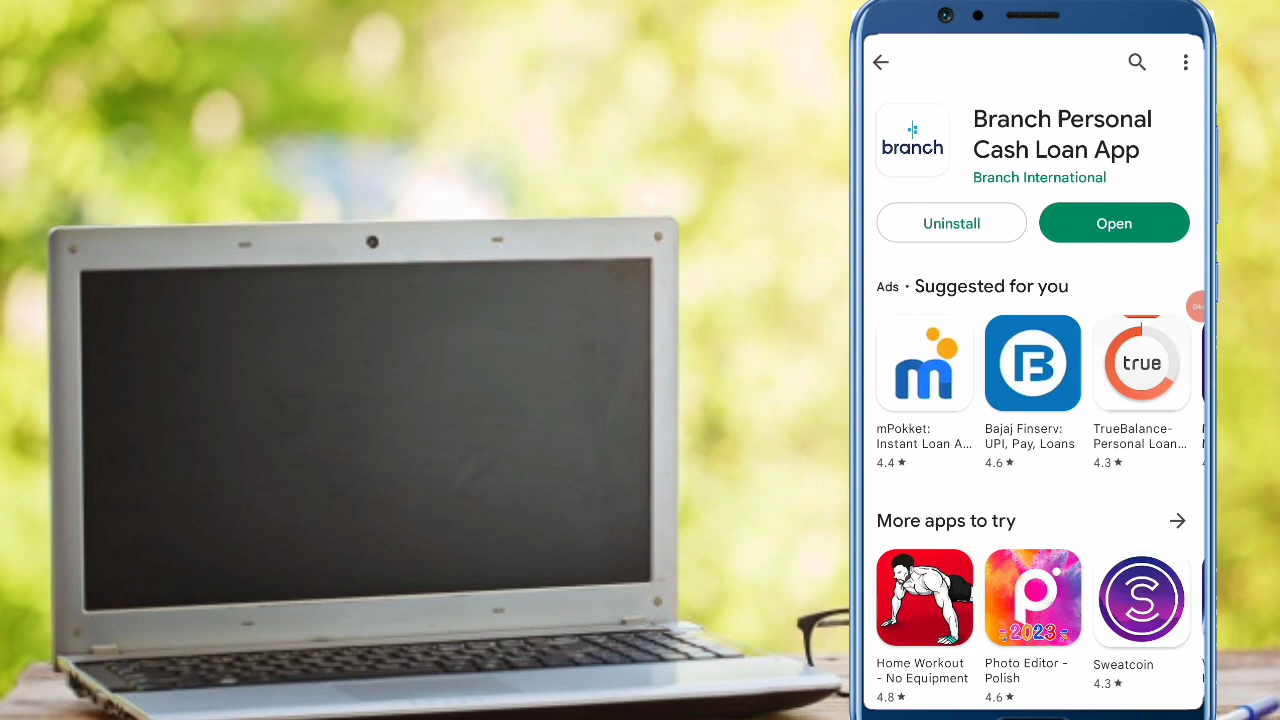 branch
Branch Personal
Cash Loan App
Branch International
Uninstall
Open
Ads · Suggested for you
true
mPokket:
Instant Loan A...
4.4★
Bajaj Finserv:
UPI, Pay, Loans
4.6★
TrueBalance-
Personal Loan...
4.3★
More apps to try
2023
Home Workout
- No Equipment
4.8★
Photo Editor -
Polish
4.6★
Sweatcoin
4.3★